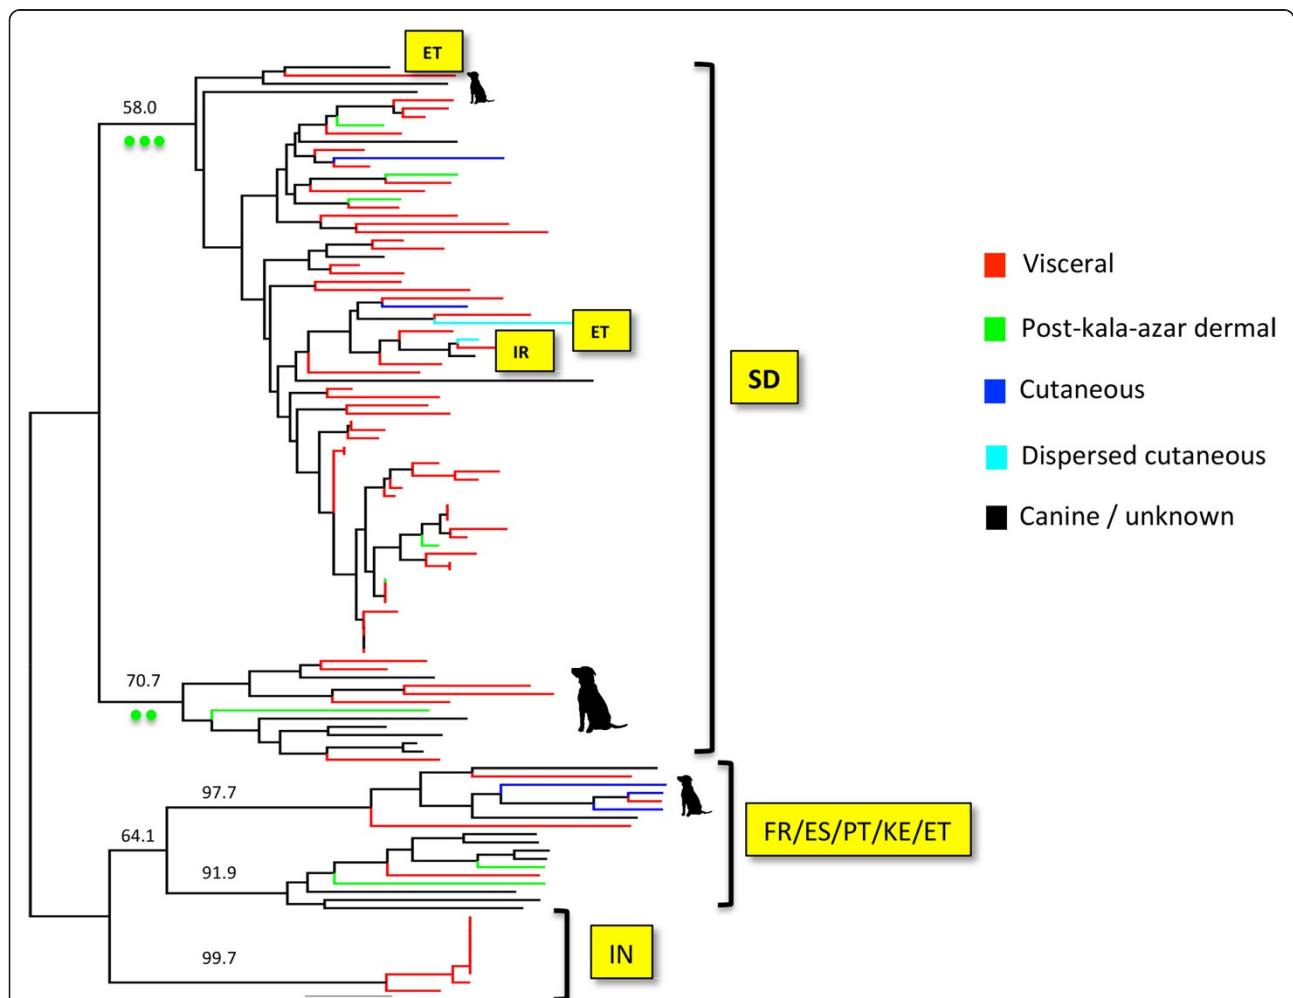 ET
58.0
Visceral
Post-kala-azar dermal
ET
IR
SD
Cutaneous
Dispersed cutaneous
Canine / unknown
70.7
97.7
FR/ES/PT/KE/ET
64.1
91.9
IN
99.7